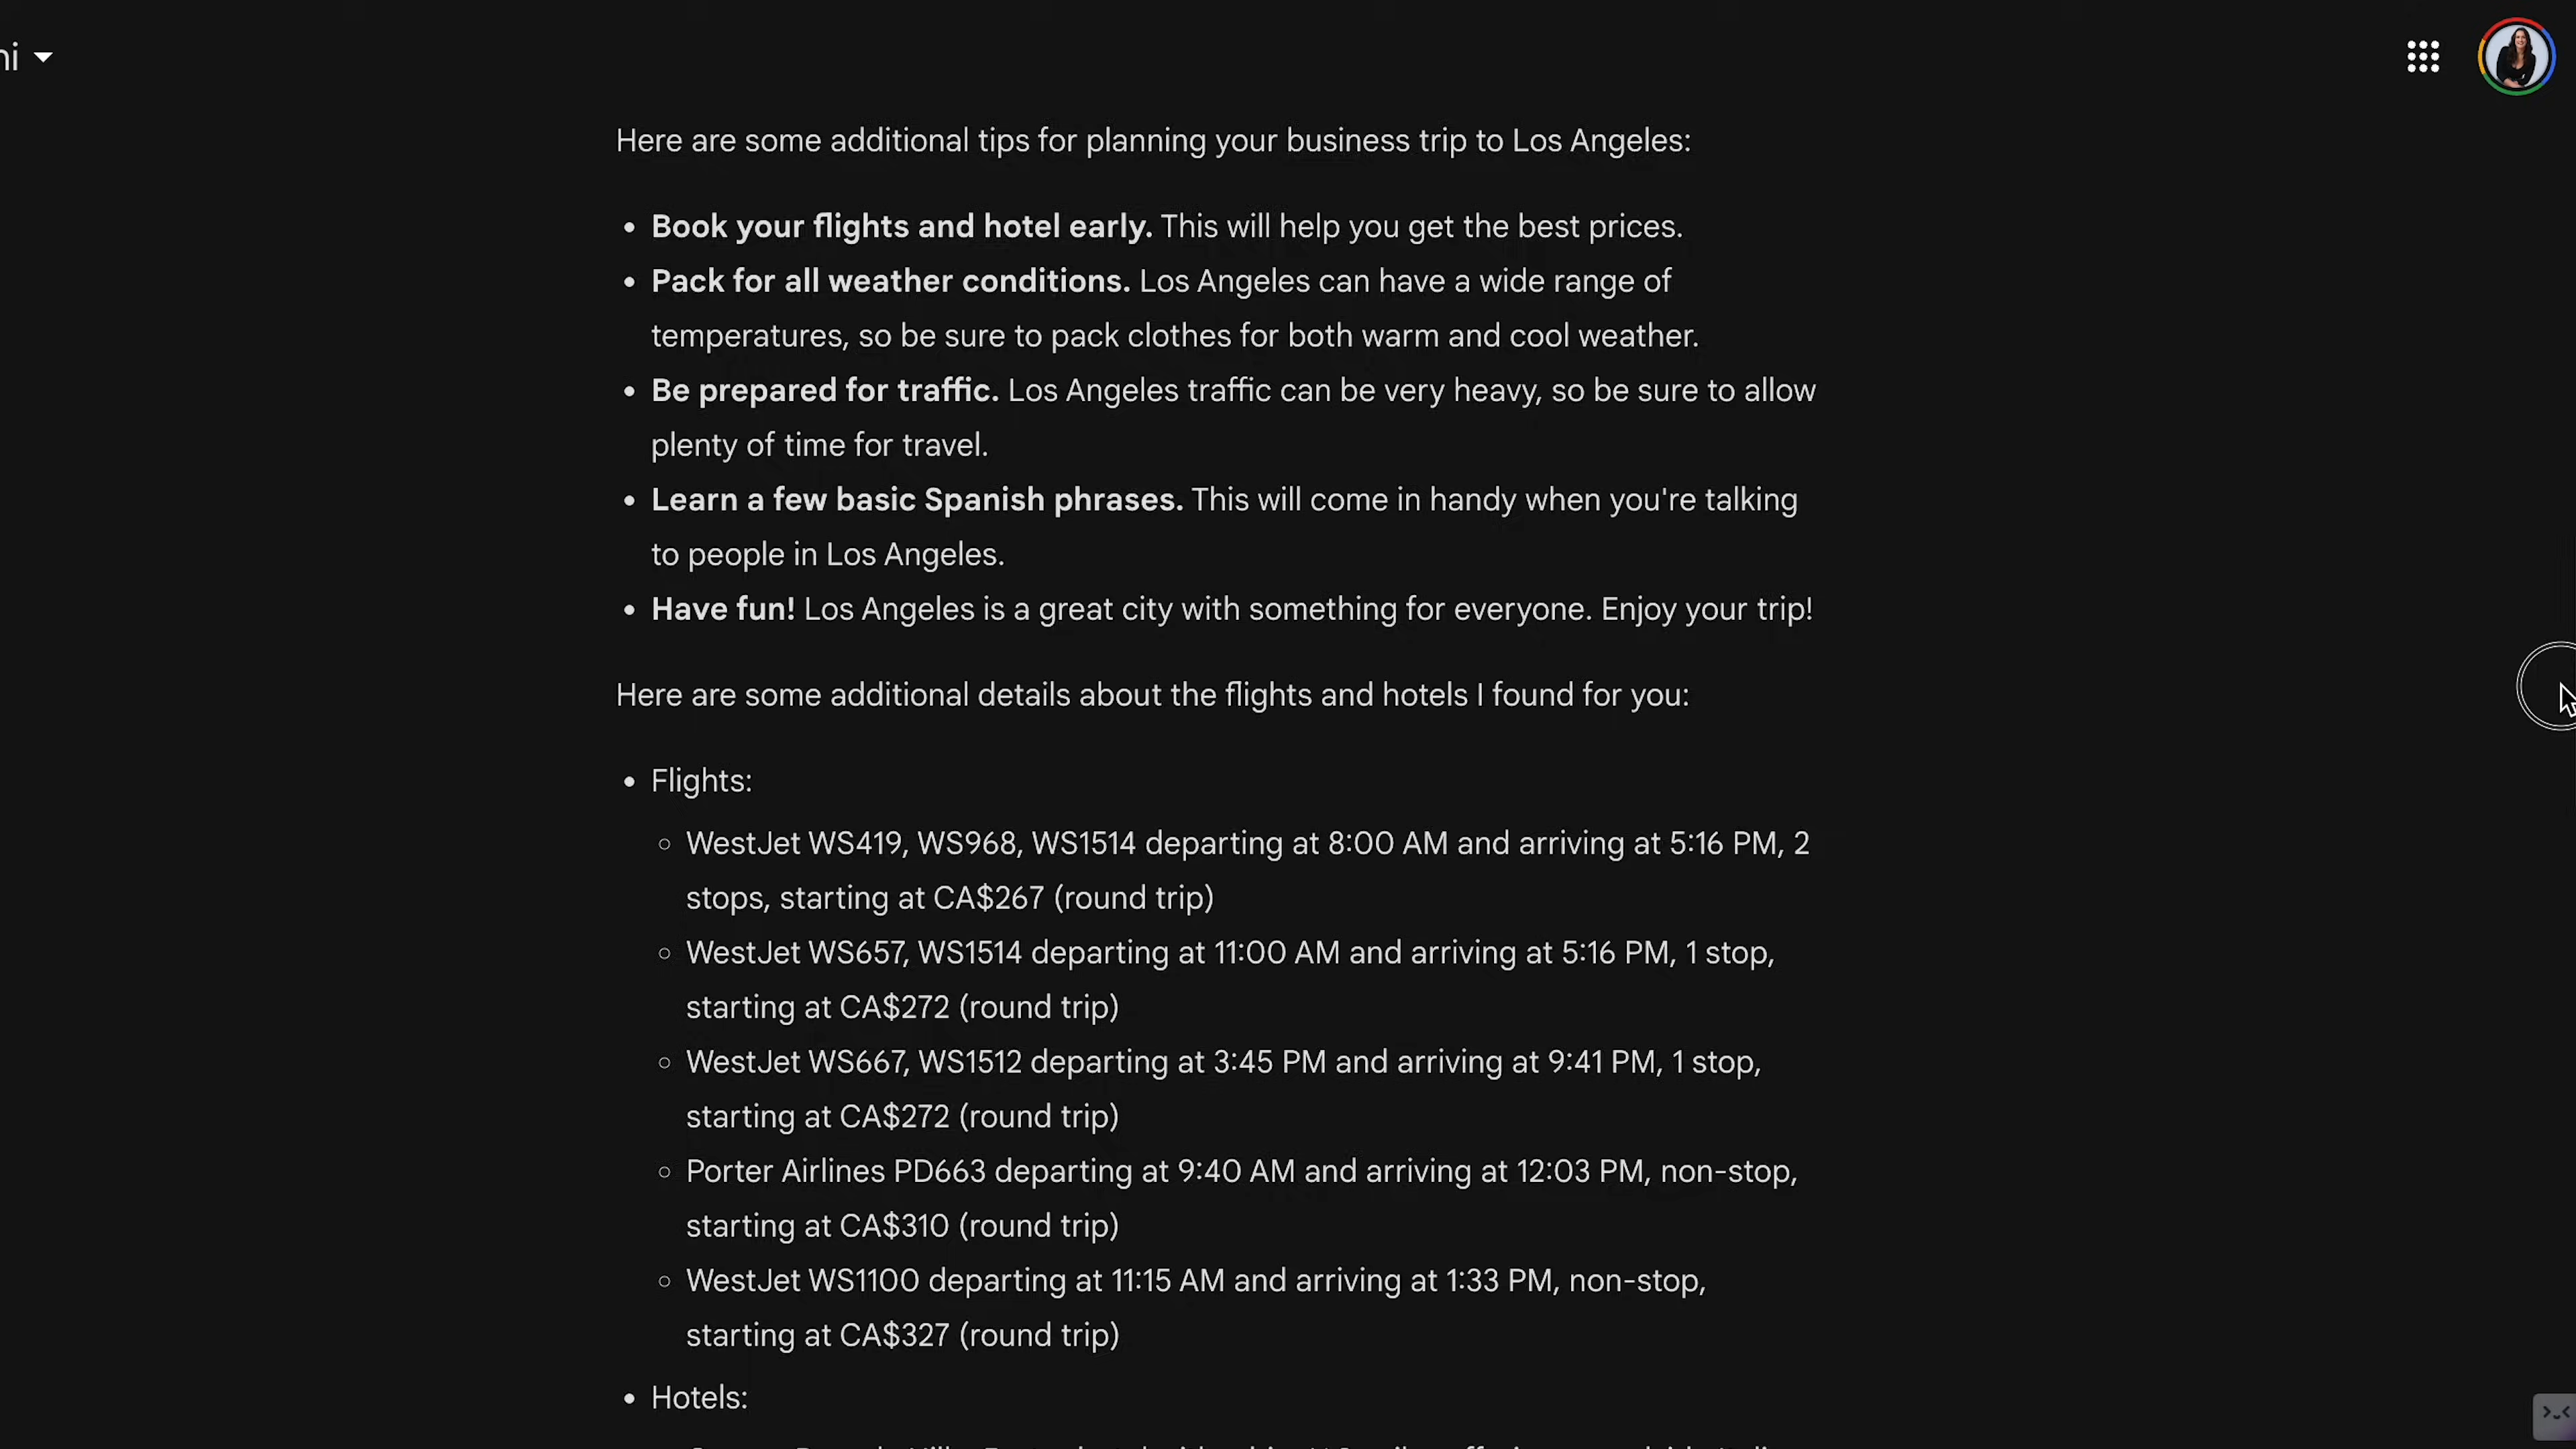 ni
Here are some additional tips for planning your business trip to Los Angeles:
• Book your flights and hotel early. This will help you get the best prices.
• Pack for all weather conditions. Los Angeles can have a wide range of
temperatures, so be sure to pack clothes for both warm and cool weather.
• Be prepared for traffic. Los Angeles traffic can be very heavy, so be sure to allow
plenty of time for travel.
• Learn a few basic Spanish phrases. This will come in handy when you're talking
to people in Los Angeles.
• Have fun! Los Angeles is a great city with something for everyone. Enjoy your trip!
Here are some additional details about the flights and hotels I found for you:
• Flights:
◦ WestJet WS419, WS968, WS1514 departing at 8:00 AM and arriving at 5:16 PM, 2
stops, starting at CA$267 (round trip)
◦ WestJet WS657, WS1514 departing at 11:00 AM and arriving at 5:16 PM, 1 stop,
starting at CA$272 (round trip)
◦ WestJet WS667, WS1512 departing at 3:45 PM and arriving at 9:41 PM, 1 stop,
starting at CA$272 (round trip)
◦ Porter Airlines PD663 departing at 9:40 AM and arriving at 12:03 PM, non-stop,
starting at CA$310 (round trip)
◦ WestJet WS1100 departing at 11:15 AM and arriving at 1:33 PM, non-stop,
starting at CA$327 (round trip)
• Hotels: